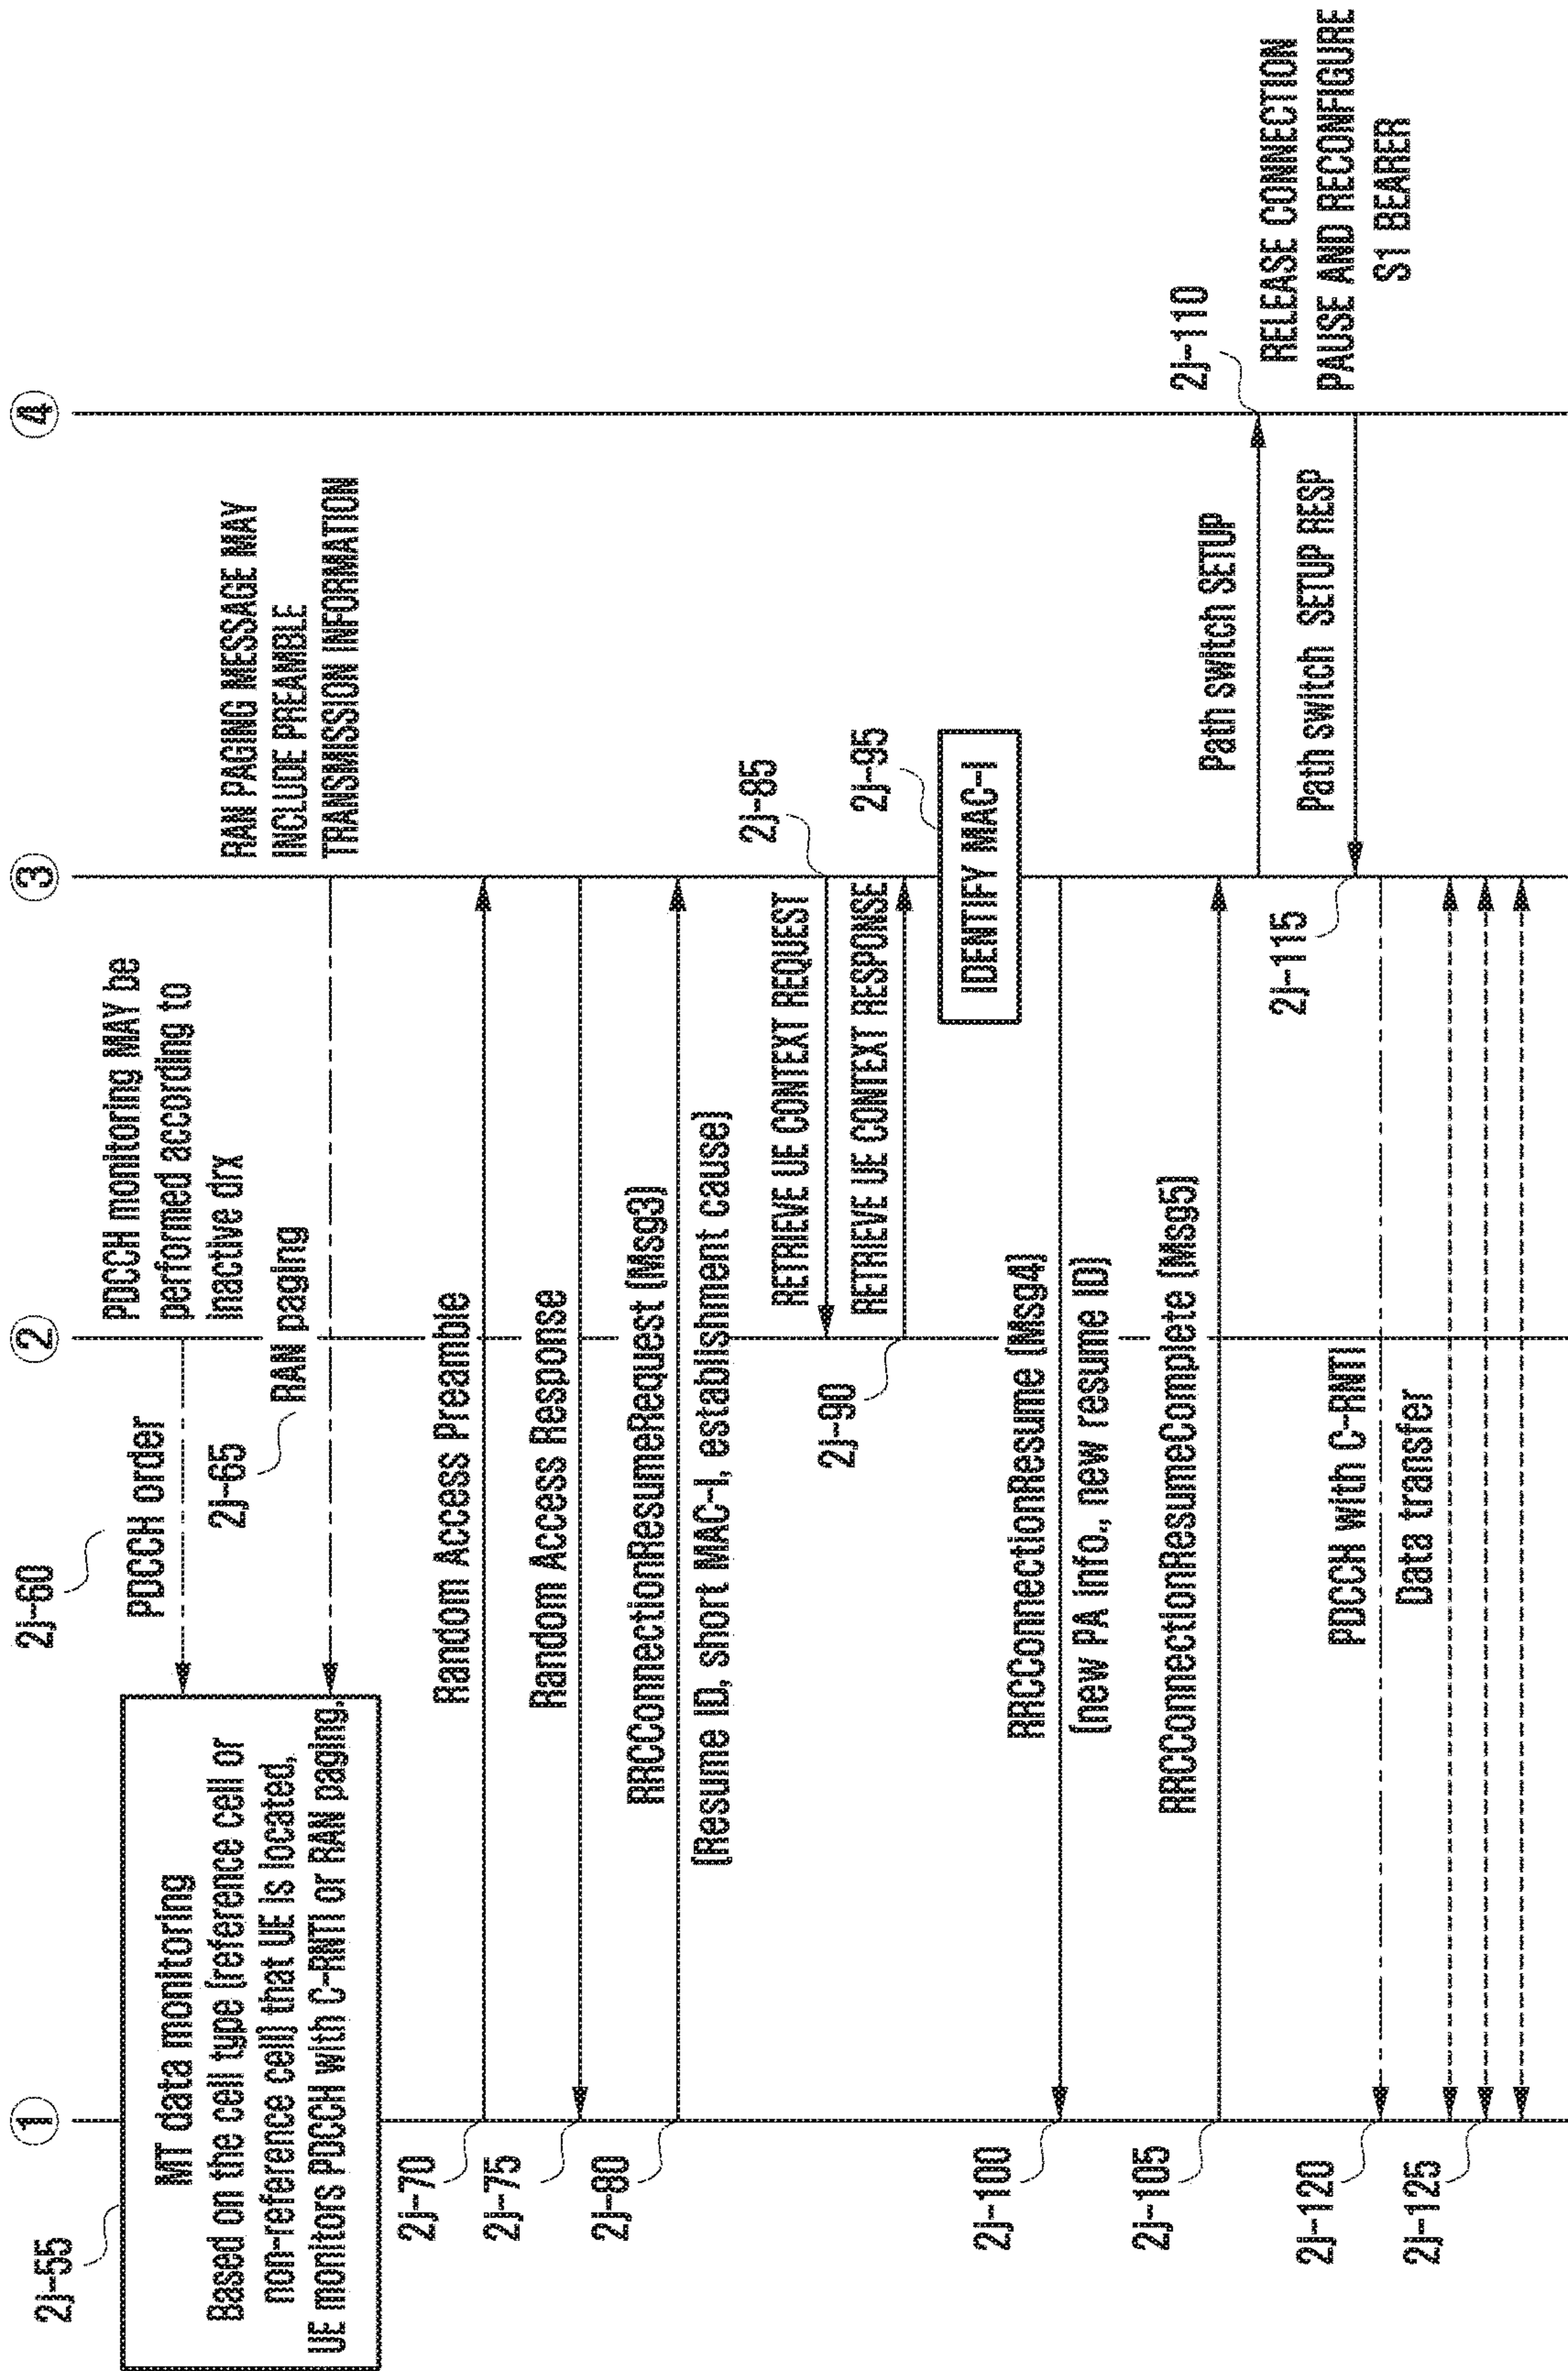 ① ② ③ ④
2j-55
MT data monitoring
Based on the cell type (reference cell or
non-reference cell) that UE is located,
UE monitors PDCCH with C-RNTI or RAN paging.
2j-60
PDCCH order
PDCCH monitoring MAY be
performed according to
inactive drx
2j-65
RAN paging
RAN PAGING MESSAGE MAY
INCLUDE PREAMBLE
TRANSMISSION INFORMATION
2j-70
Random Access Preamble
2j-75
Random Access Response
2j-80
RRCConnectionResumeRequest (Msg3)
(Resume ID, short MAC-I, establishment cause)
2j-85
RETRIEVE UE CONTEXT REQUEST
2j-90
RETRIEVE UE CONTEXT RESPONSE
2j-95
IDENTIFY MAC-I
2j-100
RRCConnectionResume (Msg4)
(new PA info., new resume ID)
2j-105
RRCConnectionResumeComplete (Msg5)
2j-110
Path switch SETUP
RELEASE CONNECTION
PAUSE AND RECONFIGURE
S1 BEARER
2j-115
Path switch SETUP RESP
2j-120
PDCCH with C-RNTI
2j-125
Data transfer